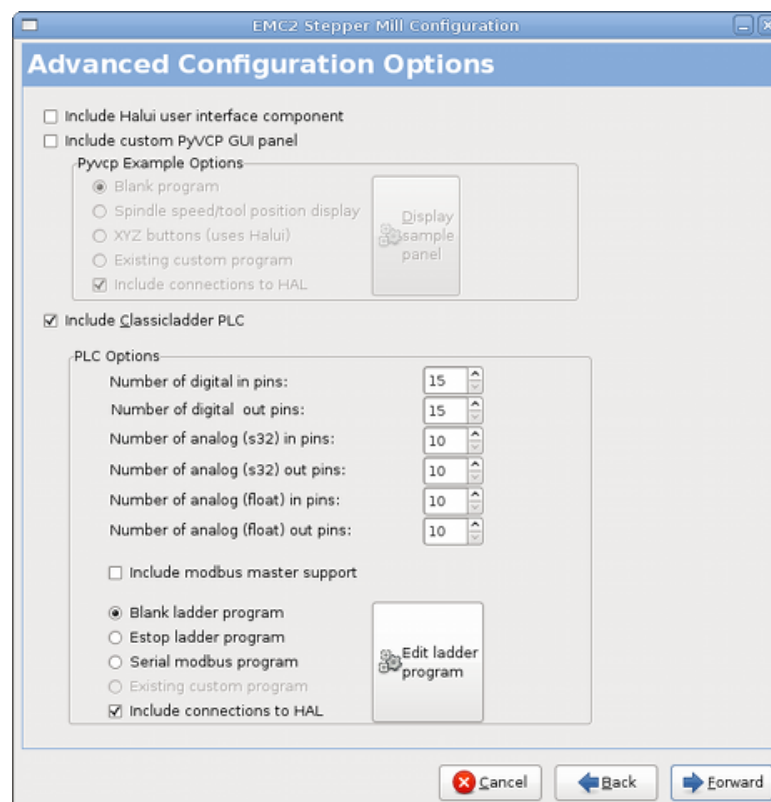 EMC2 Stepper Mill Configuration
Advanced Configuration Options
Include Halui user interface component
Include custom PyVCP GUI panel
Pyvcp Example Options
Blank program
Spindle speed/tool position display
XYZ buttons (uses Halui)
Existing custom program
Include connections to HAL
Display
sample
panel
Include Classicladder PLC
PLC Options
Number of digital in pins: 15
Number of digital out pins: 15
Number of analog (s32) in pins: 10
Number of analog (s32) out pins: 10
Number of analog (float) in pins: 10
Number of analog (float) out pins: 10
Include modbus master support
Blank ladder program
Estop ladder program
Serial modbus program
Existing custom program
Include connections to HAL
Edit ladder
program
Cancel Back Forward